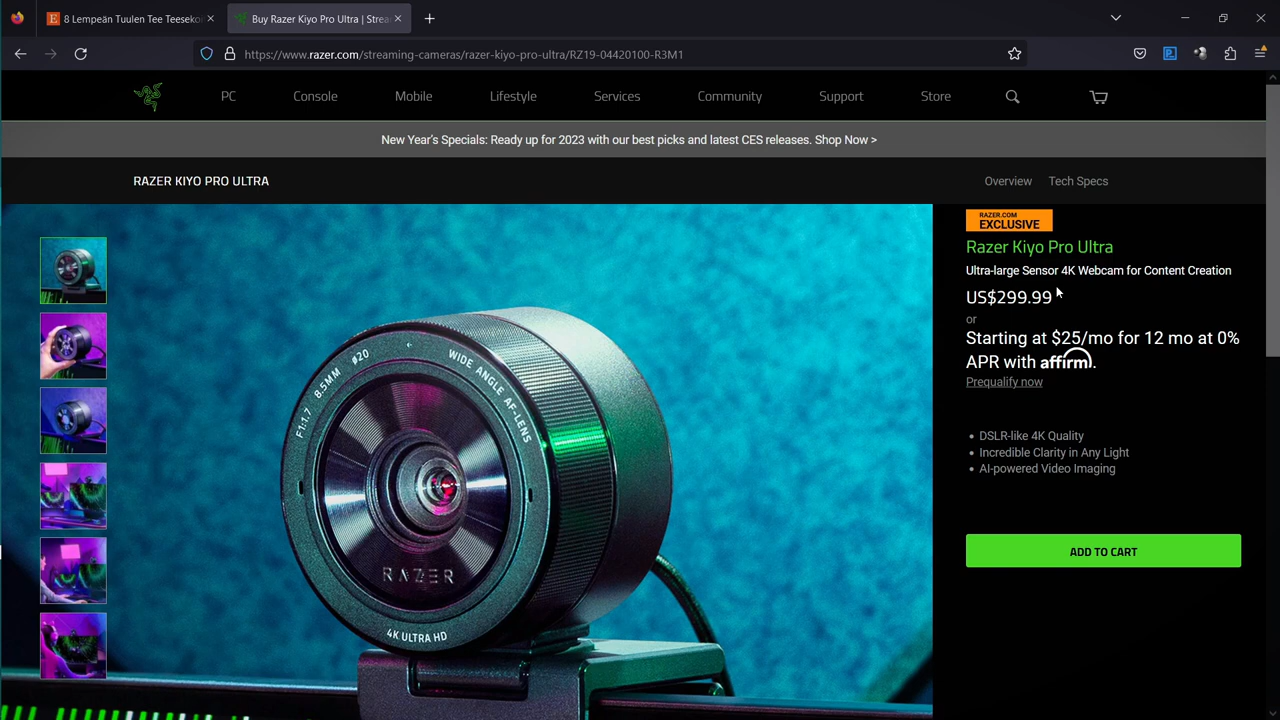 8 Lempeän Tuulen Tee Teeseko
Buy Razer Kiyo Pro Ultra | Strea
https://www.razer.com/streaming-cameras/razer-kiyo-pro-ultra/RZ19-04420100-R3M1
PC Console Mobile Lifestyle Services Community Support Store
New Year's Specials: Ready up for 2023 with our best picks and latest CES releases. Shop Now >
RAZER KIYO PRO ULTRA
Overview Tech Specs
RAZER.COM
EXCLUSIVE
Razer Kiyo Pro Ultra
Ultra-large Sensor 4K Webcam for Content Creation
US$299.99
or
Starting at $25/mo for 12 mo at 0%
APR with affirm.
Prequalify now
DSLR-like 4K Quality
Incredible Clarity in Any Light
AI-powered Video Imaging
ADD TO CART
F1:1.7 8.5MM ø20 WIDE ANGLE AF-LENS
RAZER
4K ULTRA HD